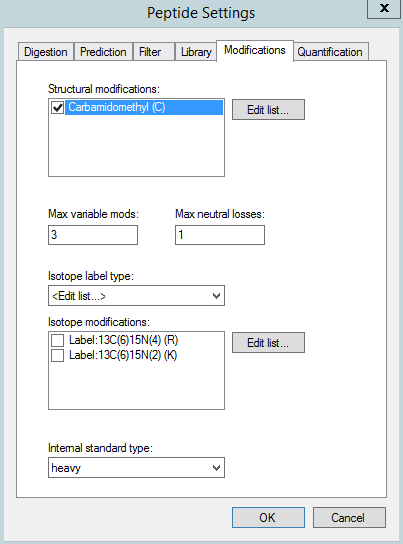 Peptide Settings
x
Digestion Prediction Filter Library Modifications Quantification
Structural modifications:
Carbamidomethyl (C)
Edit list...
Max variable mods: Max neutral losses:
3 1
Isotope label type:
<Edit list...>
Isotope modifications:
Label:13C(6)15N(4) (R)
Label:13C(6)15N(2) (K)
Edit list...
Internal standard type:
heavy
OK Cancel